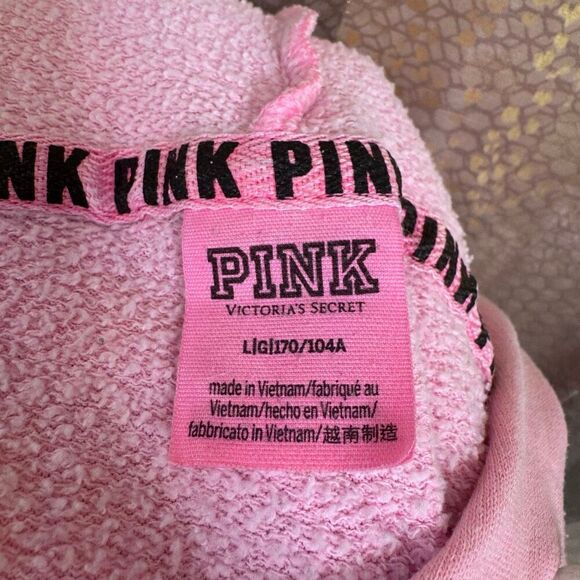 NK PINK PINK PINK
PINK
VICTORIA'S SECRET
L|G|170/104A
made in Vietnam/fabriqué au
Vietnam/hecho en Vietnam/
fabbricato in Vietnam/越南制造